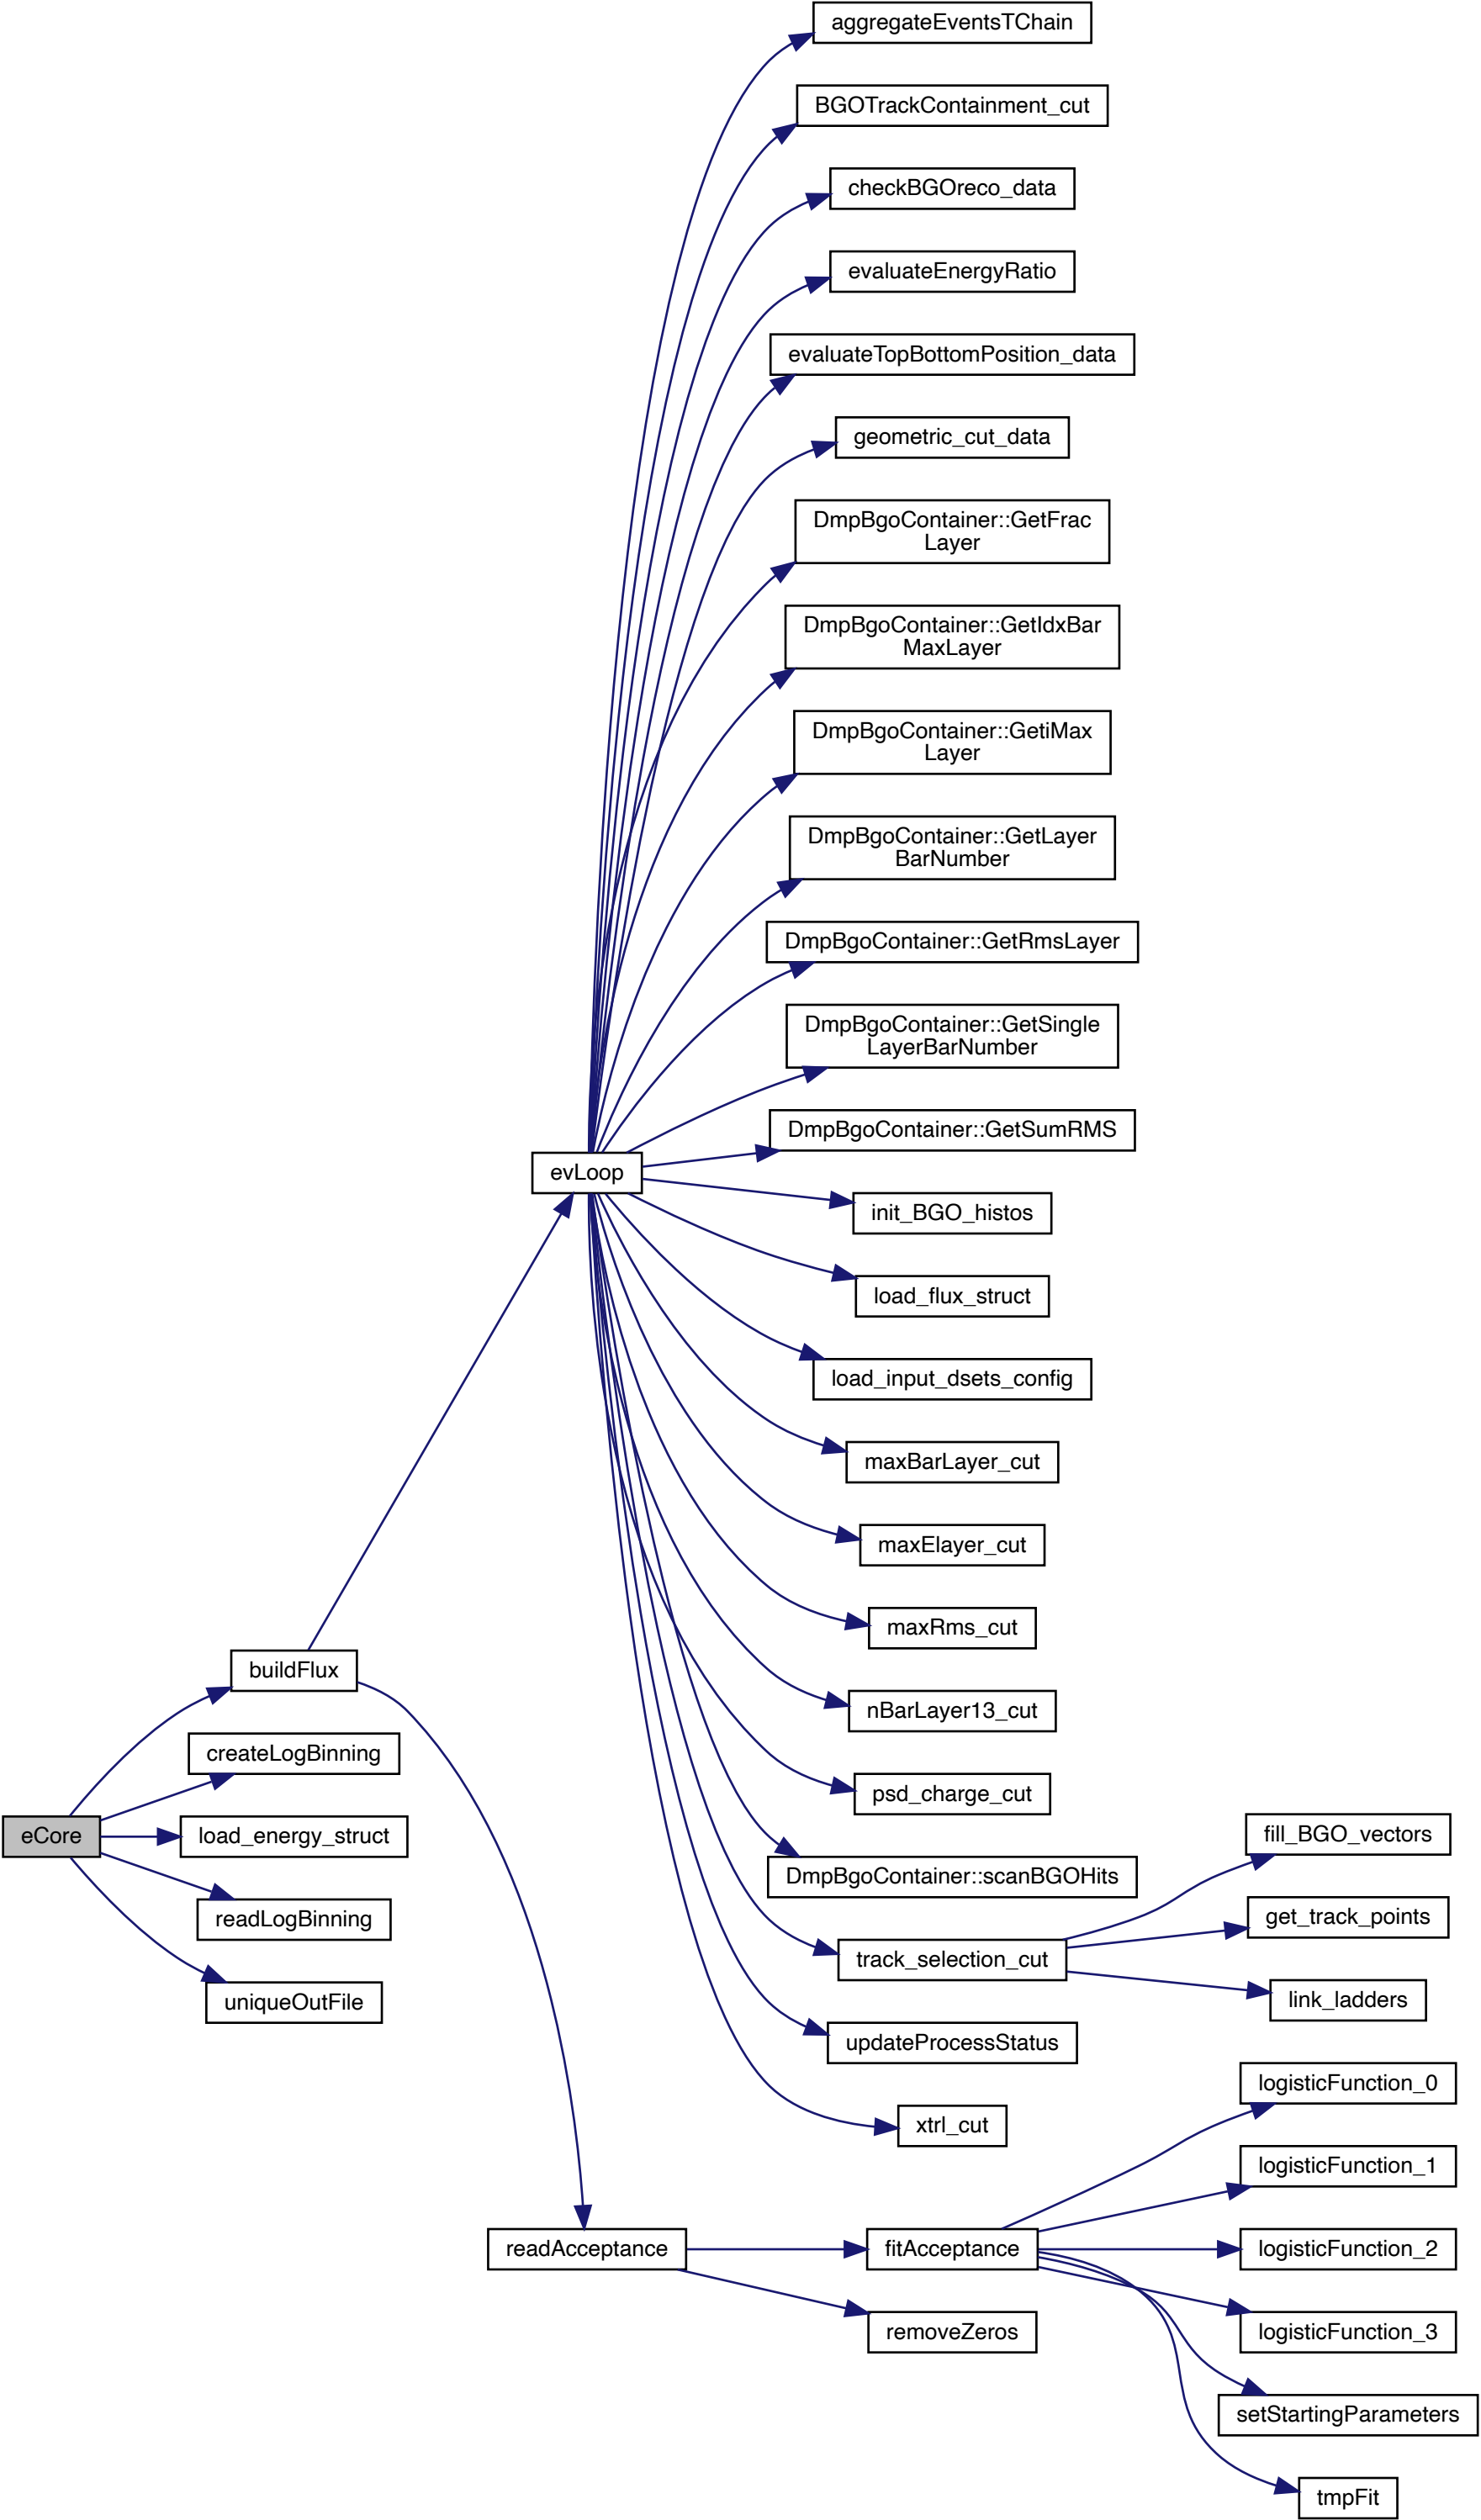 aggregateEventsTChain
BGOTrackContainment_cut
checkBGOreco_data
evaluateEnergyRatio
evaluateTopBottomPosition_data
geometric_cut_data
DmpBgoContainer::GetFrac
Layer
DmpBgoContainer::GetIdxBar
MaxLayer
DmpBgoContainer::GetiMax
Layer
DmpBgoContainer::GetLayer
BarNumber
DmpBgoContainer::GetRmsLayer
DmpBgoContainer::GetSingle
LayerBarNumber
DmpBgoContainer::GetSumRMS
evLoop
init_BGO_histos
load_flux_struct
load_input_dsets_config
maxBarLayer_cut
maxElayer_cut
maxRms_cut
buildFlux
nBarLayer13_cut
createLogBinning
psd_charge_cut
eCore
load_energy_struct
fill_BGO_vectors
DmpBgoContainer::scanBGOHits
readLogBinning
get_track_points
track_selection_cut
uniqueOutFile
link_ladders
updateProcessStatus
logisticFunction_0
xtrl_cut
logisticFunction_1
readAcceptance
fitAcceptance
logisticFunction_2
removeZeros
logisticFunction_3
setStartingParameters
tmpFit